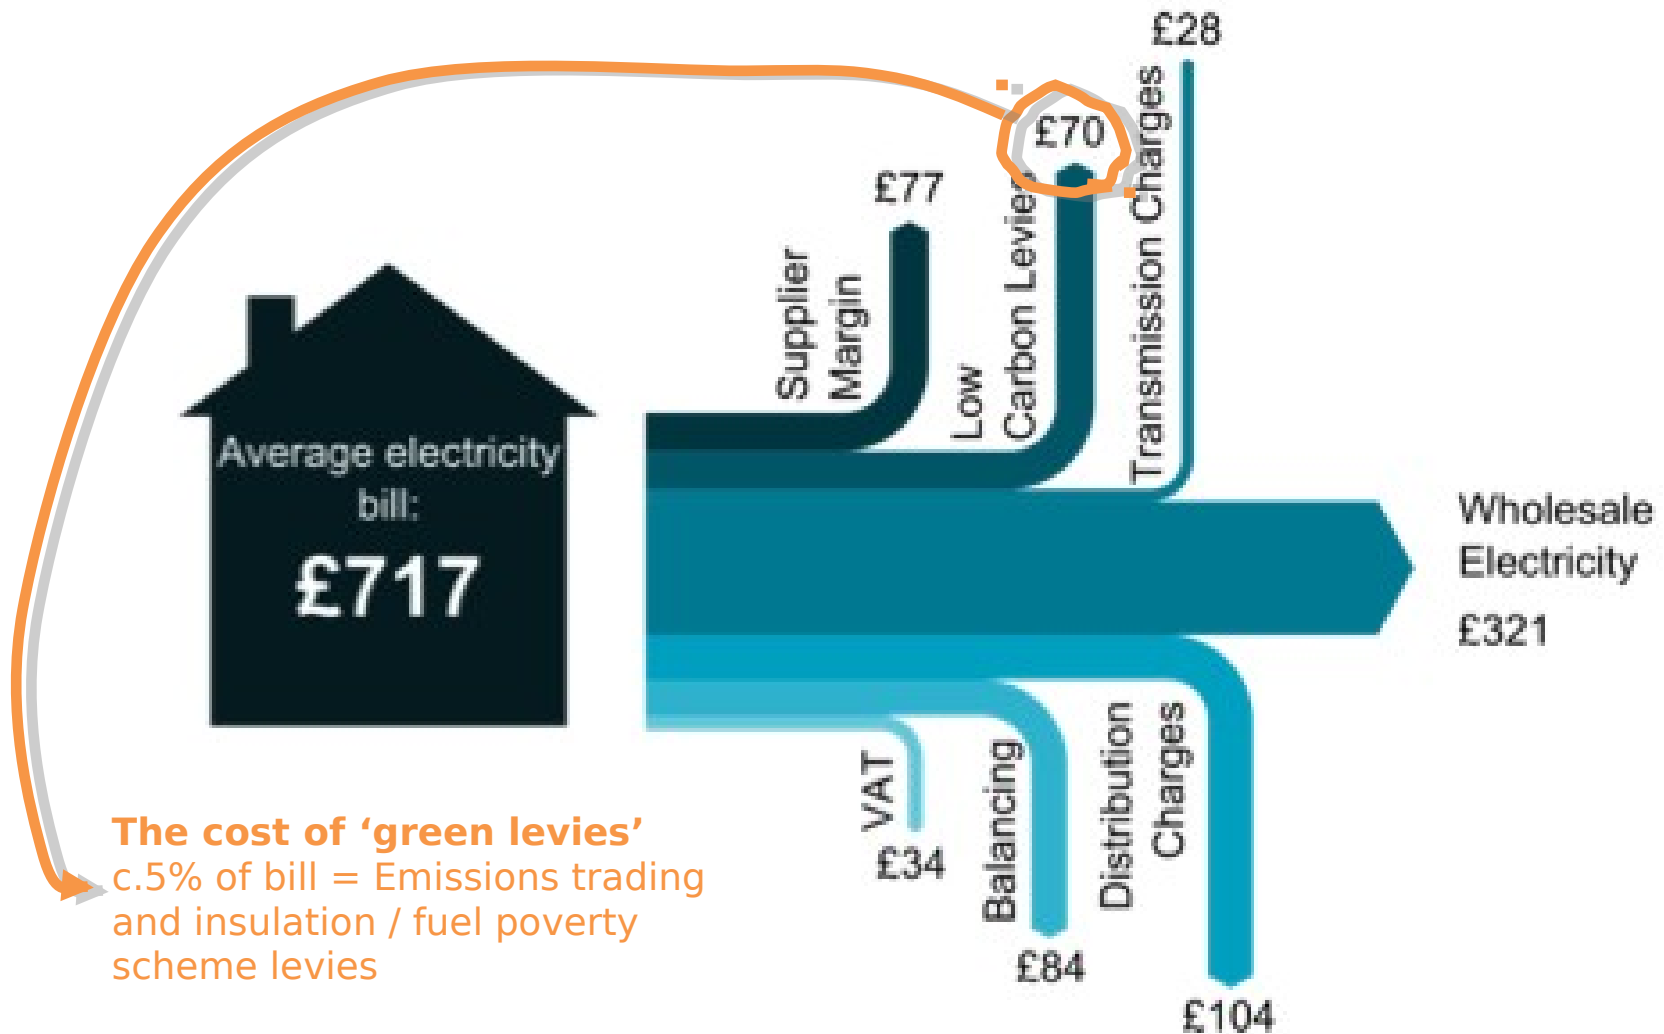 £28
£70
£77
Supplier
Margin
Low
Carbon Levies
Transmission Charges
Average electricity
bill:
£717
Wholesale
Electricity
£321
VAT
£34
Balancing
£84
Distribution
Charges
£104
The cost of ‘green levies’
c.5% of bill = Emissions trading
and insulation / fuel poverty
scheme levies